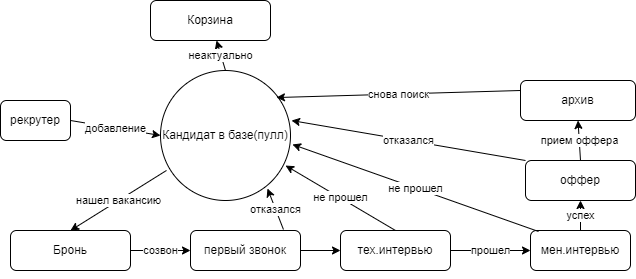 Корзина
неактуально
снова поиск
архив
рекрутер
добавление
Кандидат в базе(пулл)
отказался
прием оффера
оффер
не прошел
не прошел
нашел вакансию
отказался
успех
Бронь
созвон
первый звонок
тех.интервью
прошел
мен.интервью